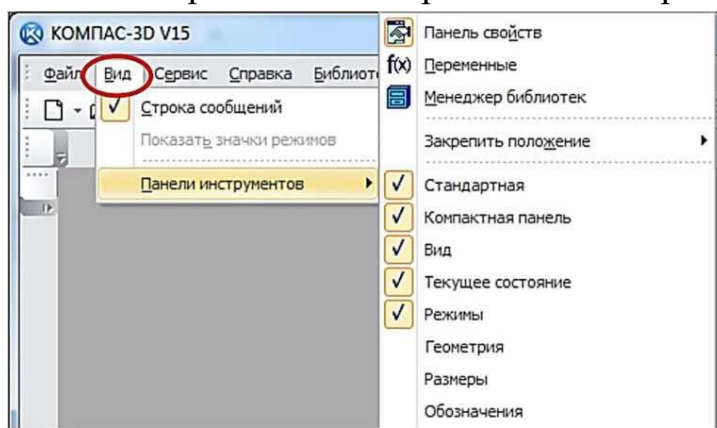 КОМПАС-3D V15
Файл Вид Сервис Справка Библиот
Строка сообщений
Показать значки режимов
Панели инструментов
Панель свойств
f(x) Переменные
Менеджер библиотек
Закрепить положение
Стандартная
Компактная панель
Вид
Текущее состояние
Режимы
Геометрия
Размеры
Обозначения